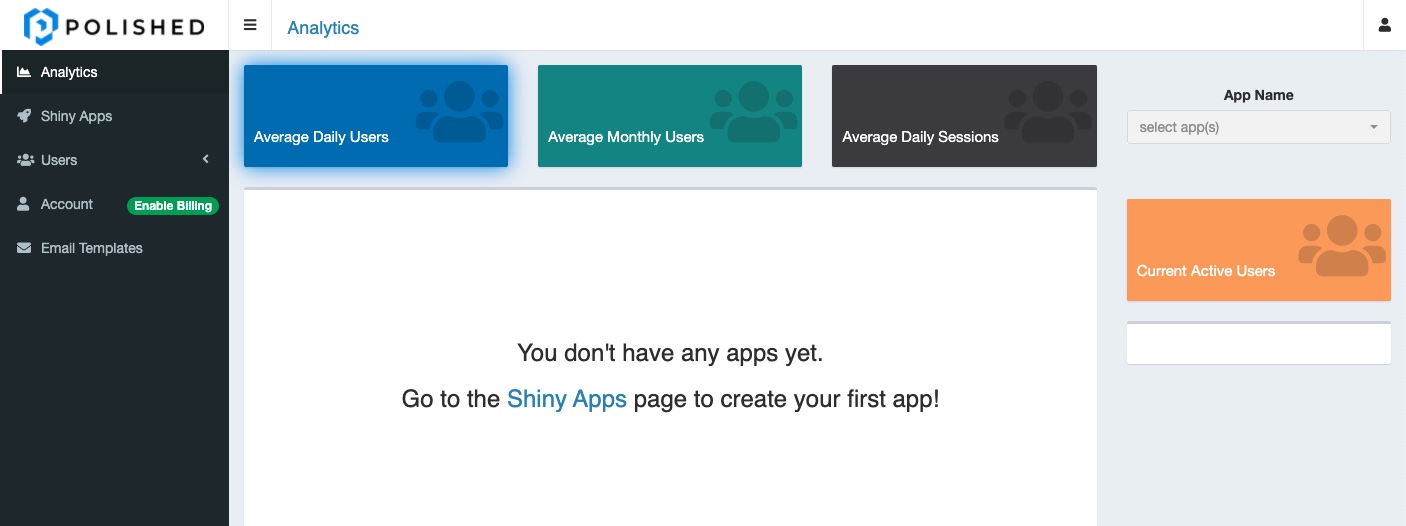 POLISHED
Analytics
Analytics
Shiny Apps
Users
Account
Enable Billing
Email Templates
Average Daily Users
Average Monthly Users
Average Daily Sessions
App Name
select app(s)
Current Active Users
You don't have any apps yet.
Go to the Shiny Apps page to create your first app!